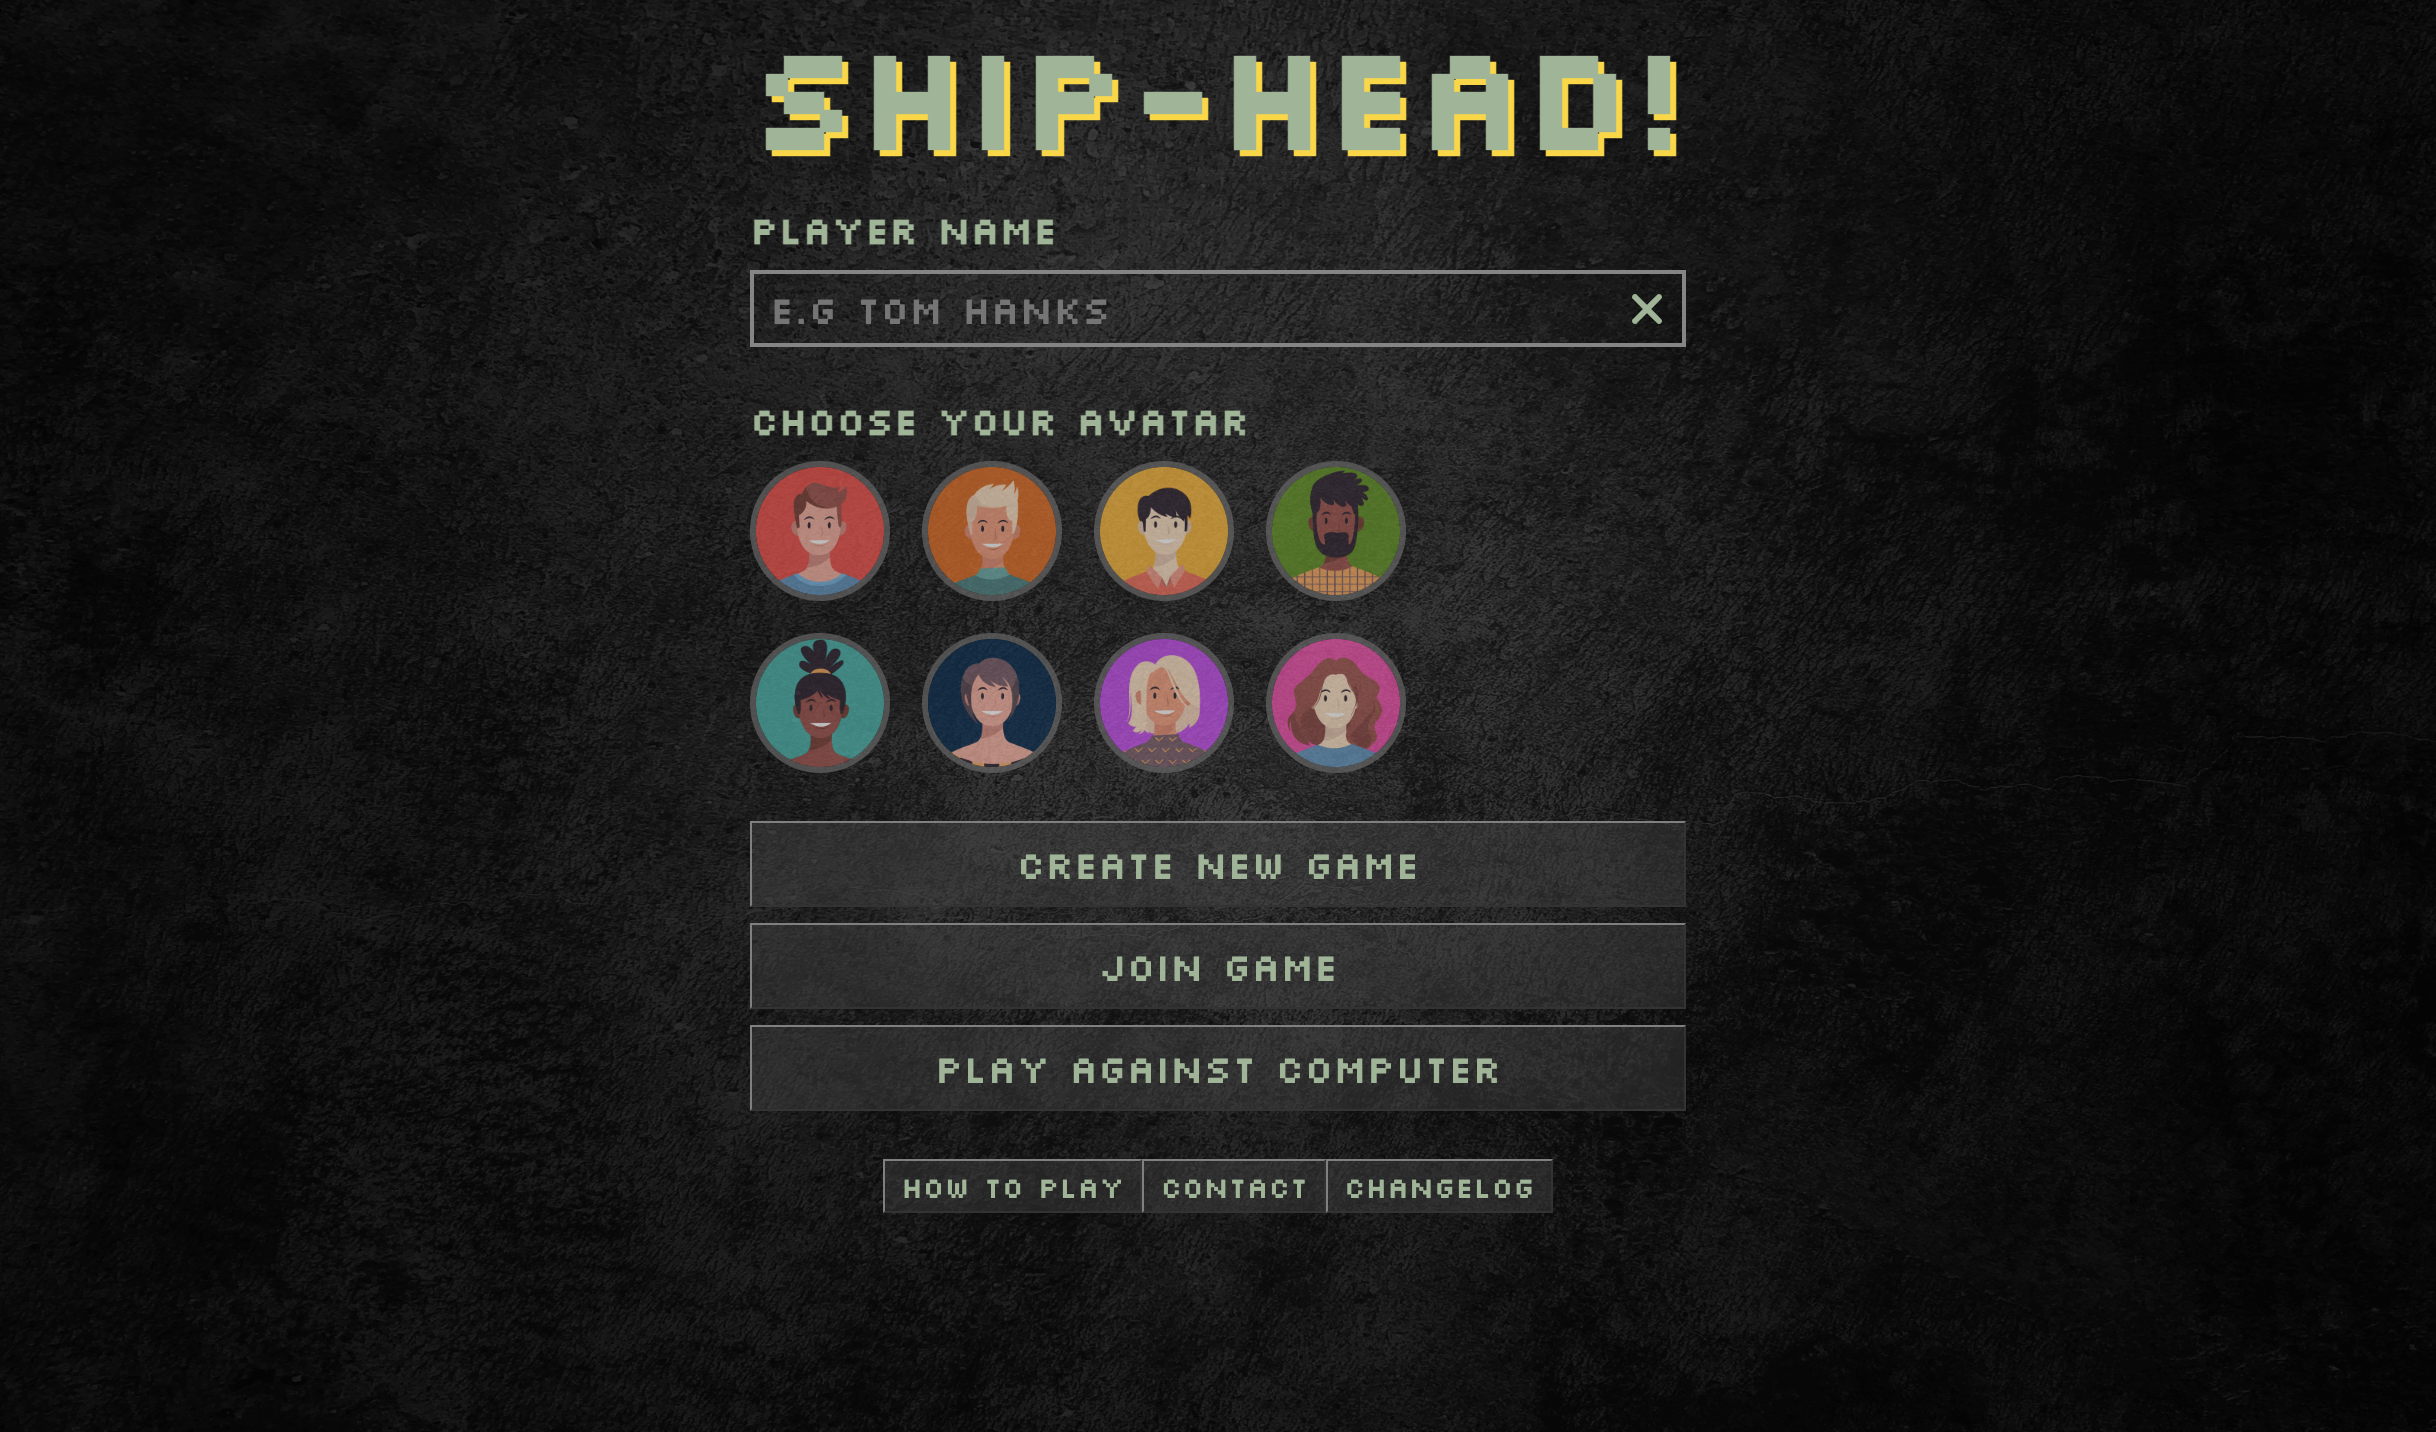 SHIP-HEAD!
PLAYER NAME
E.G TOM HANKS
CHOOSE YOUR AVATAR
CREATE NEW GAME
JOIN GAME
PLAY AGAINST COMPUTER
HOW TO PLAY CONTACT CHANGELOG